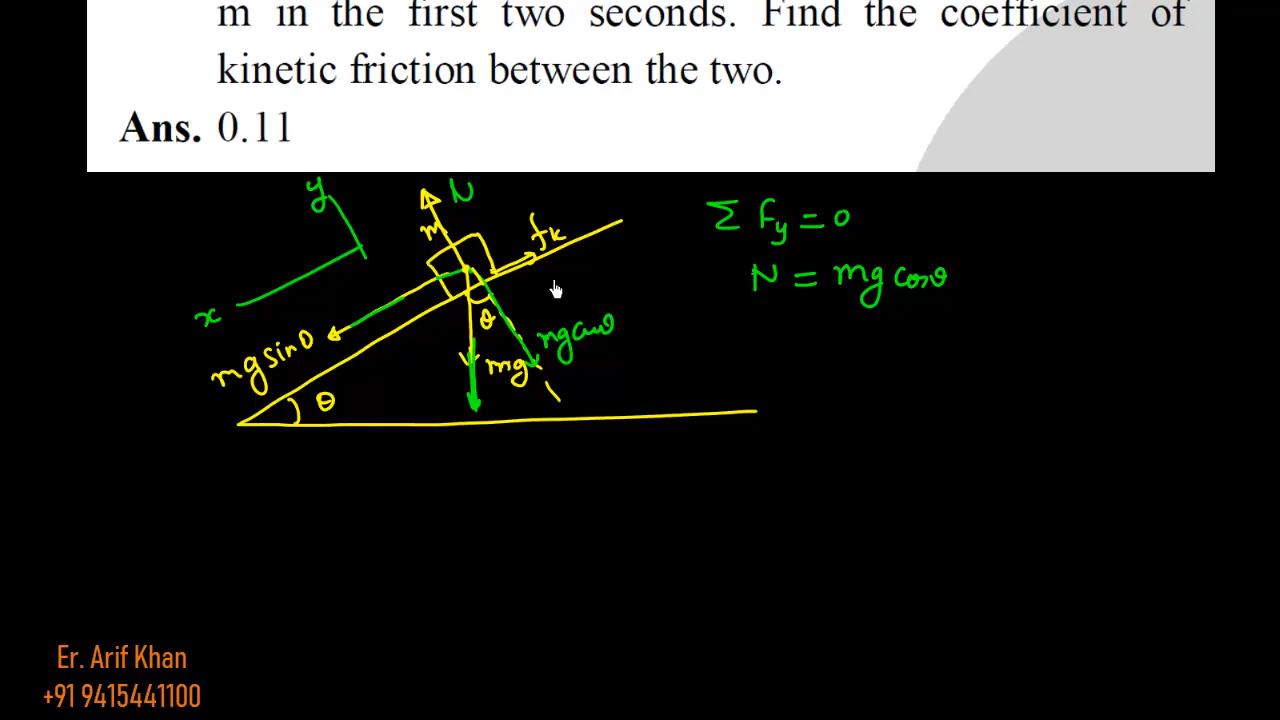 m in the first two seconds. Find the coefficient of
kinetic friction between the two.
Ans. 0.11
y
N
m
fk
Σ Fy = 0
N = mg cosθ
x
mg sinθ
θ
mg cosθ
mg
θ
Er. Arif Khan
+91 9415441100